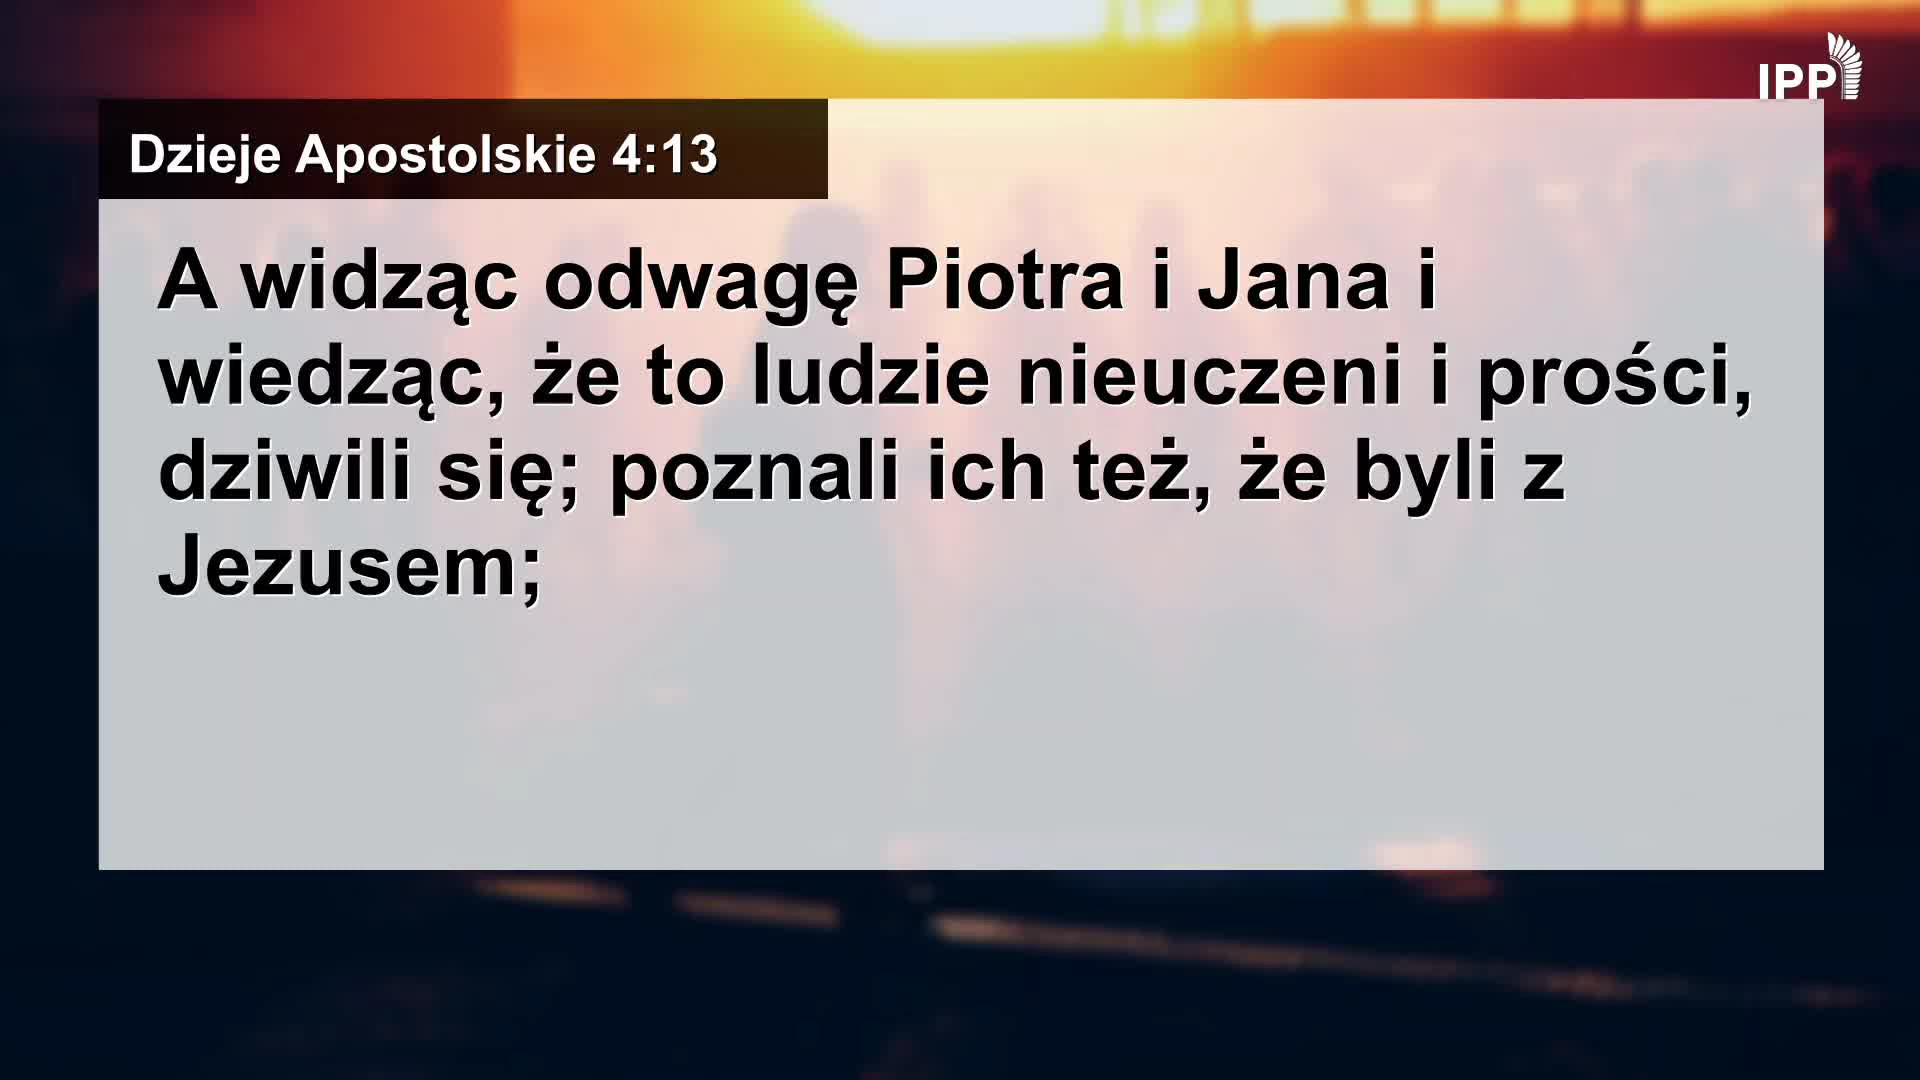 IPP
Dzieje Apostolskie 4:13
A widząc odwagę Piotra i Jana i
wiedząc, że to ludzie nieuczeni i prości,
dziwili się; poznali ich też, że byli z
Jezusem;